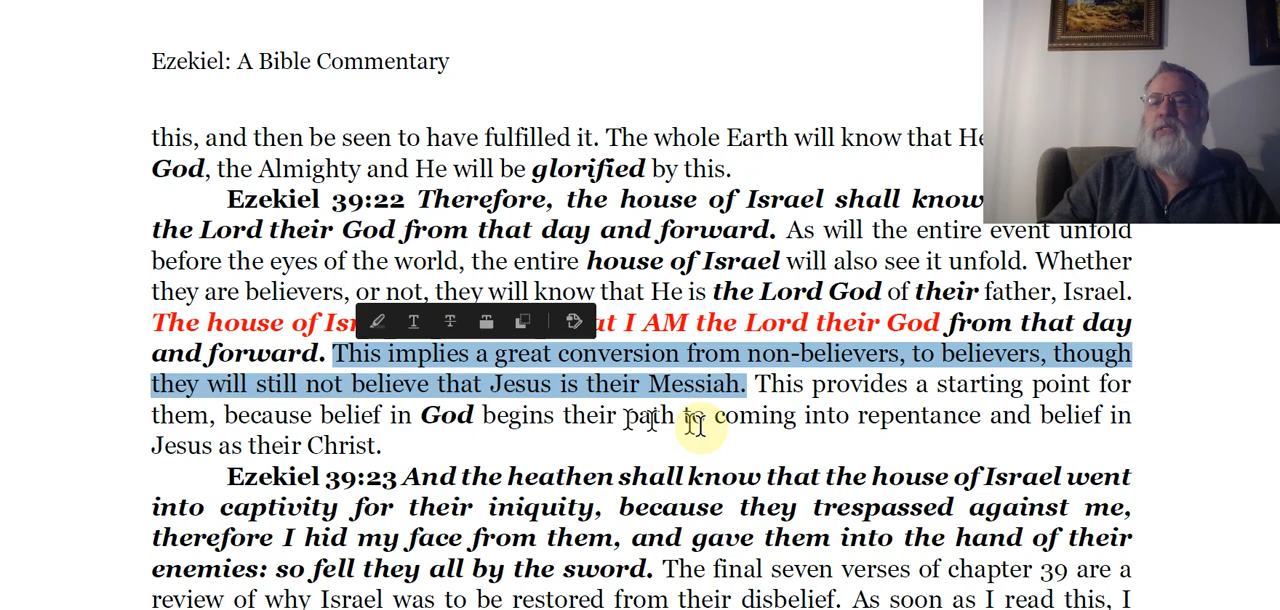 Ezekiel: A Bible Commentary
this, and then be seen to have fulfilled it. The whole Earth will know that He
God, the Almighty and He will be glorified by this.
Ezekiel 39:22 Therefore, the house of Israel shall know
the Lord their God from that day and forward. As will the entire event unfold
before the eyes of the world, the entire house of Israel will also see it unfold. Whether
they are believers, or not, they will know that He is the Lord God of their father, Israel.
The house of I AM the Lord their God from that day
and forward. This implies a great conversion from non-believers, to believers, though
they will still not believe that Jesus is their Messiah. This provides a starting point for
them, because belief in God begins their path to coming into repentance and belief in
Jesus as their Christ.
Ezekiel 39:23 And the heathen shall know that the house of Israel went
into captivity for their iniquity, because they trespassed against me,
therefore I hid my face from them, and gave them into the hand of their
enemies: so fell they all by the sword. The final seven verses of chapter 39 are a
review of why Israel was to be restored from their disbelief. As soon as I read this, I